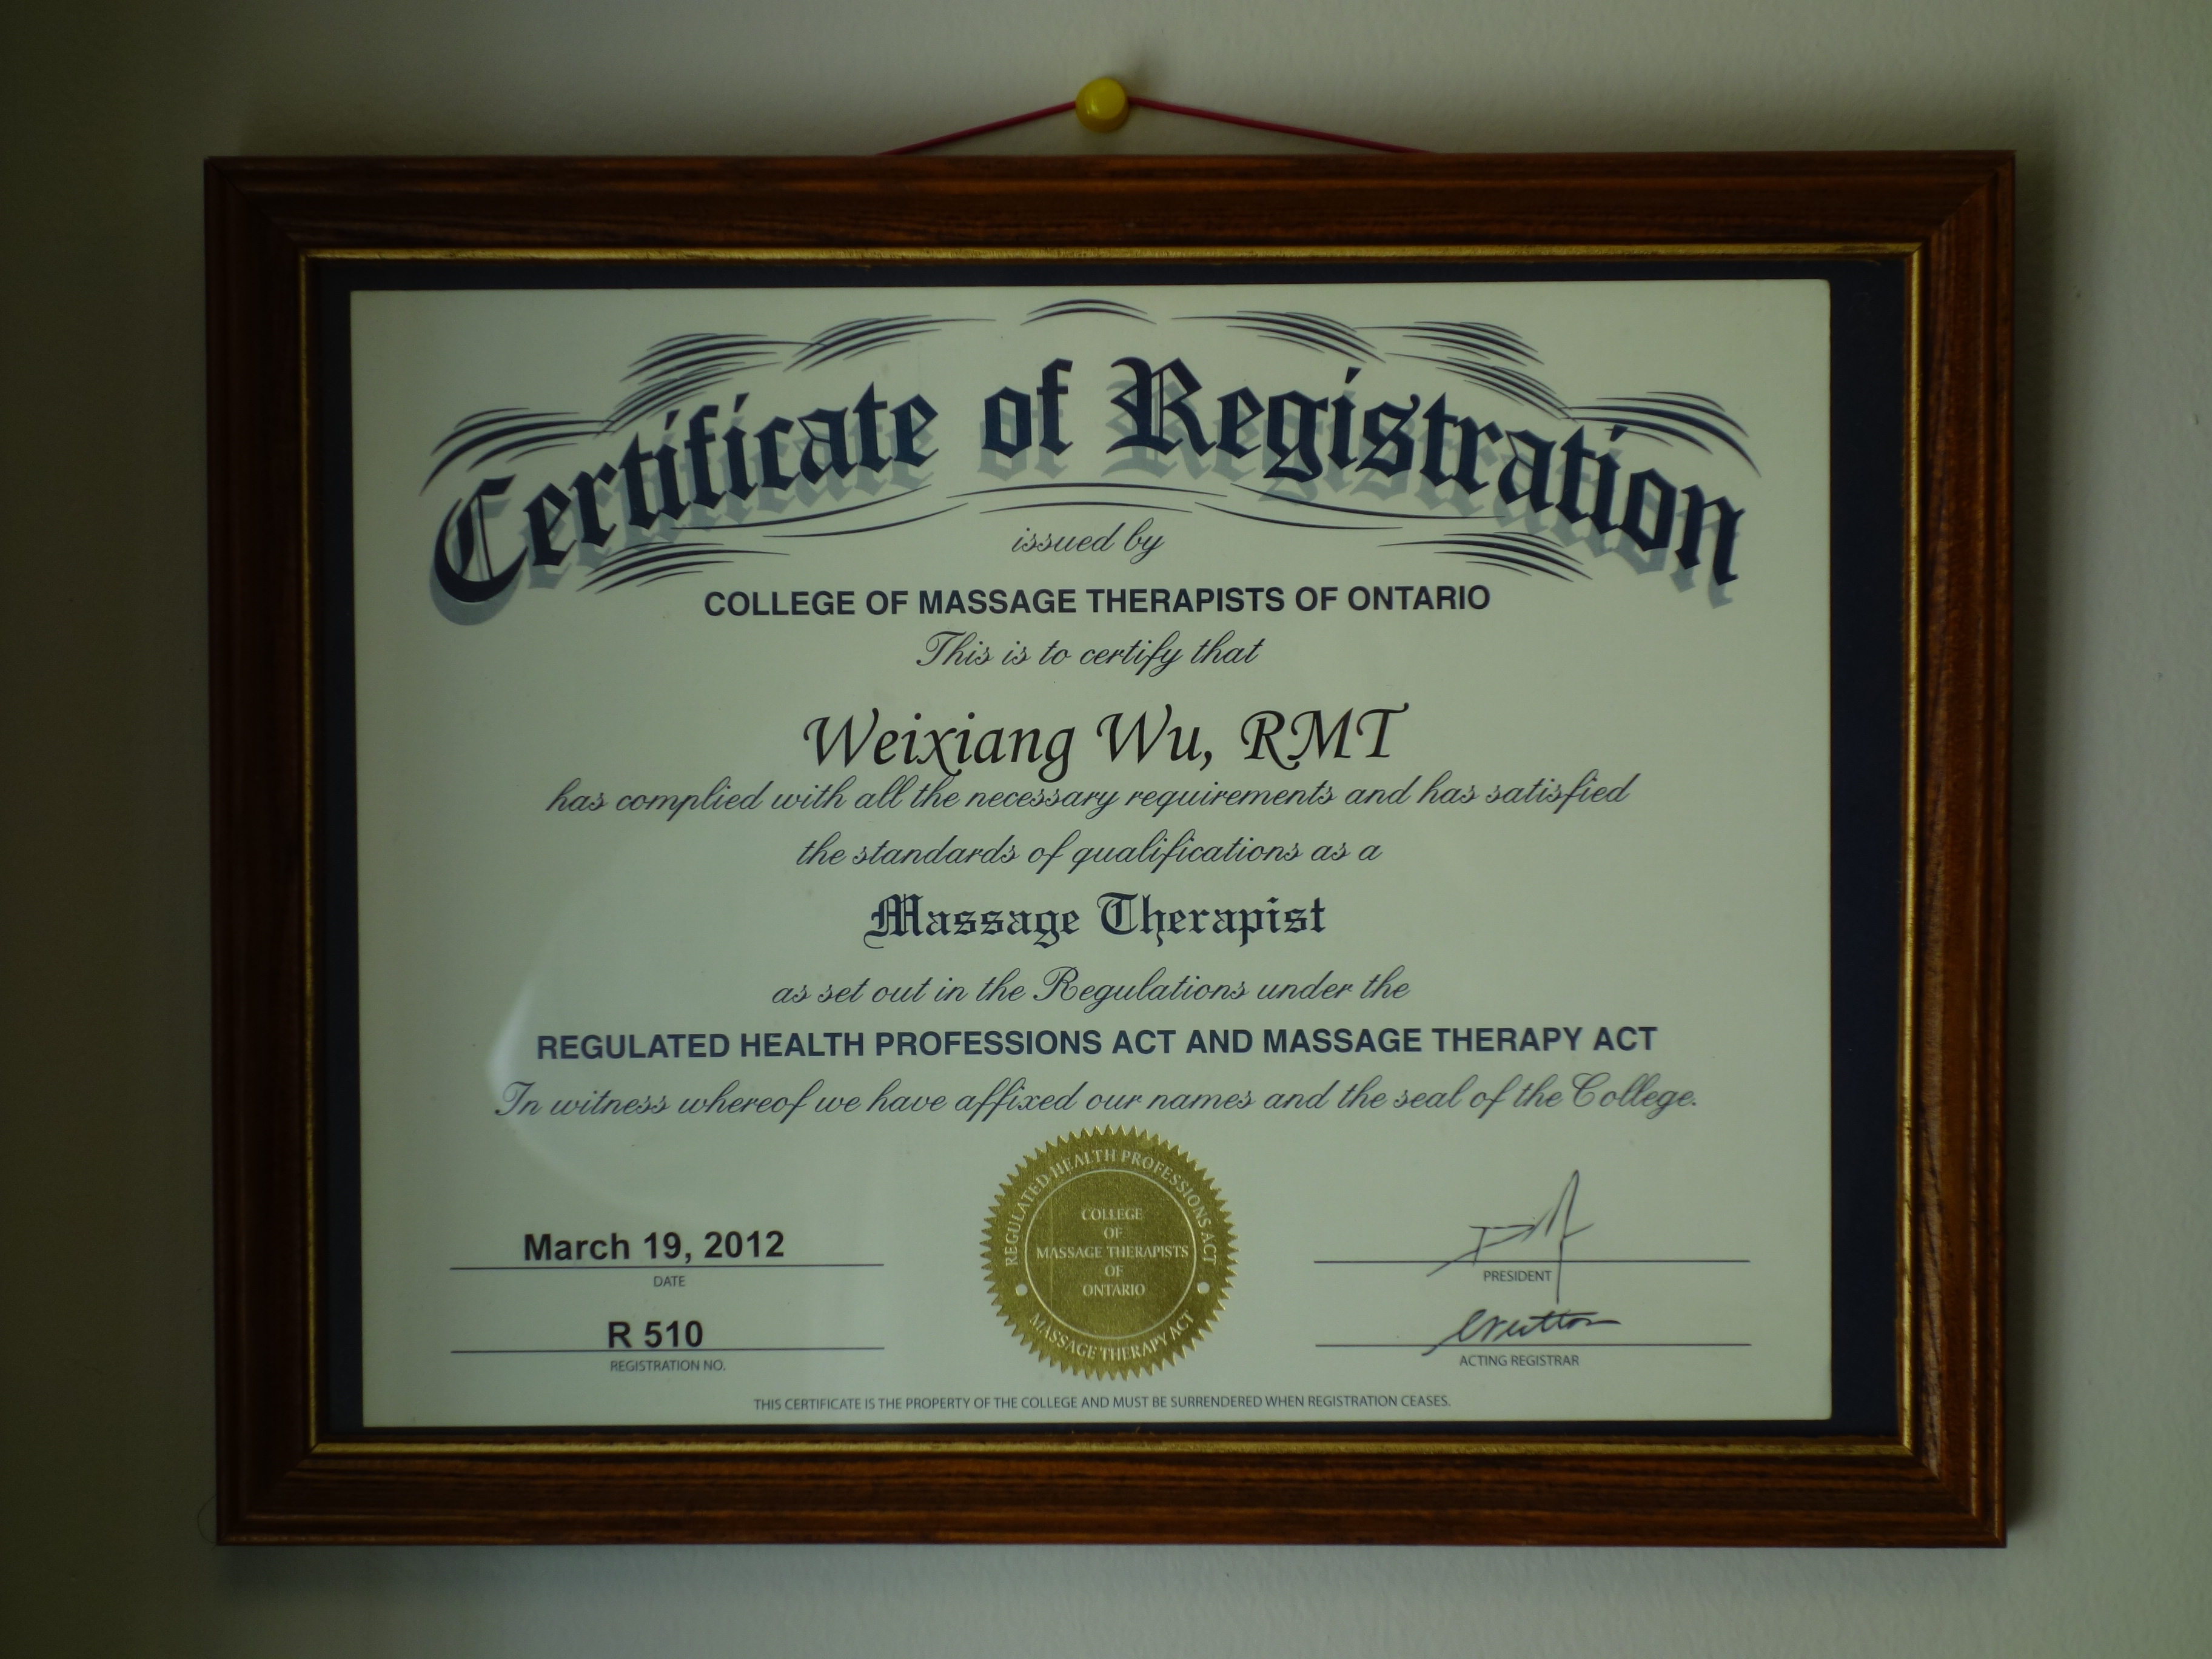 Certificate of Registration
issued by
COLLEGE OF MASSAGE THERAPISTS OF ONTARIO
This is to certify that
Weixiang Wu, RMT
has complied with all the necessary requirements and has satisfied
the standards of qualifications as a
Massage Therapist
as set out in the Regulations under the
REGULATED HEALTH PROFESSIONS ACT AND MASSAGE THERAPY ACT
In witness whereof we have affixed our names and the seal of the College.
March 19, 2012
DATE
R 510
REGISTRATION NO.
REGULATED HEALTH PROFESSIONS ACT
COLLEGE
OF
MASSAGE THERAPISTS
OF
ONTARIO
MASSAGE THERAPY ACT
PRESIDENT
ACTING REGISTRAR
THIS CERTIFICATE IS THE PROPERTY OF THE COLLEGE AND MUST BE SURRENDERED WHEN REGISTRATION CEASES.